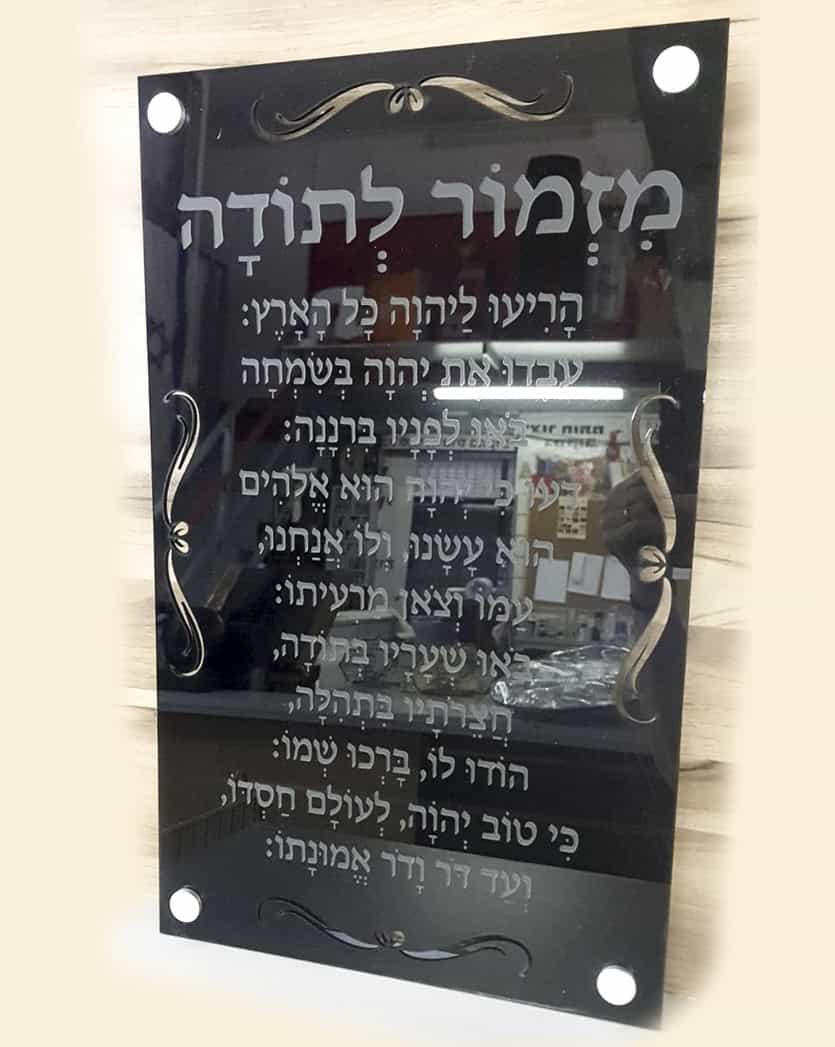 מִזְמוֹר לְתוֹדָה
הָרִיעוּ לַיהוָה כָּל הָאָרֶץ:
עִבְדוּ אֶת יְהוָה בְּשִׂמְחָה
בֹּאוּ לְפָנָיו בִּרְנָנָה:
דְּעוּ כִּי יְהוָה הוּא אֱלֹהִים
הוּא עָשָׂנוּ, וְלוֹ אֲנַחְנוּ,
עַמּוֹ וְצֹאן מַרְעִיתוֹ:
בֹּאוּ שְׁעָרָיו בְּתוֹדָה,
חֲצֵרֹתָיו בִּתְהִלָּה,
הוֹדוּ לוֹ, בָּרְכוּ שְׁמוֹ:
כִּי טוֹב יְהוָֹה, לְעוֹלָם חַסְדּוֹ,
וְעַד דֹּר וָדֹר אֱמוּנָתוֹ: